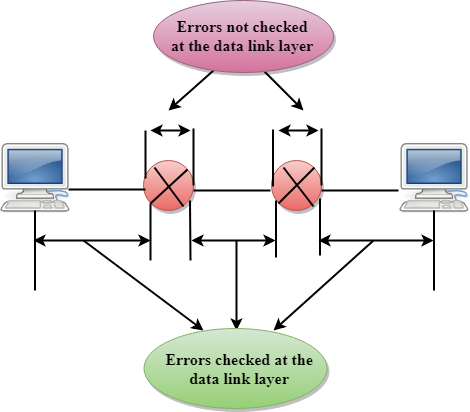 Errors not checked
at the data link layer
Errors checked at the
data link layer